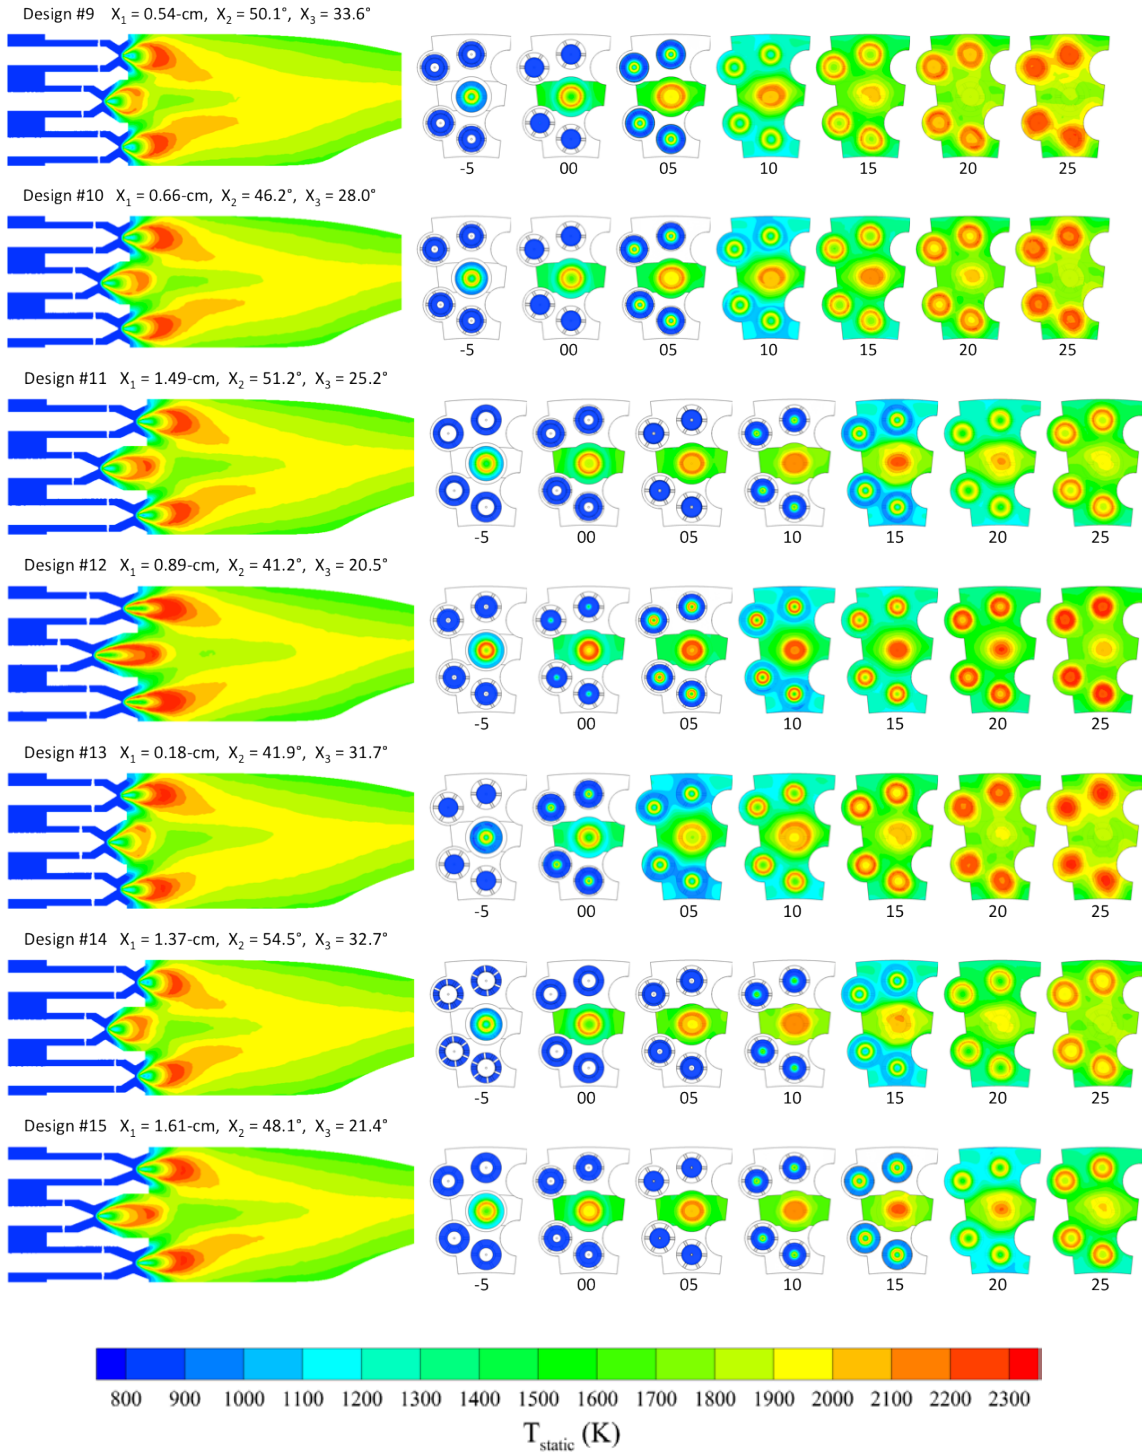 Design #9 X₁ = 0.54-cm, X₂ = 50.1°, X₃ = 33.6°
-5 00 05 10 15 20 25
Design #10 X₁ = 0.66-cm, X₂ = 46.2°, X₃ = 28.0°
-5 00 05 10 15 20 25
Design #11 X₁ = 1.49-cm, X₂ = 51.2°, X₃ = 25.2°
-5 00 05 10 15 20 25
Design #12 X₁ = 0.89-cm, X₂ = 41.2°, X₃ = 20.5°
-5 00 05 10 15 20 25
Design #13 X₁ = 0.18-cm, X₂ = 41.9°, X₃ = 31.7°
-5 00 05 10 15 20 25
Design #14 X₁ = 1.37-cm, X₂ = 54.5°, X₃ = 32.7°
-5 00 05 10 15 20 25
Design #15 X₁ = 1.61-cm, X₂ = 48.1°, X₃ = 21.4°
-5 00 05 10 15 20 25
800 900 1000 1100 1200 1300 1400 1500 1600 1700 1800 1900 2000 2100 2200 2300
T_static (K)